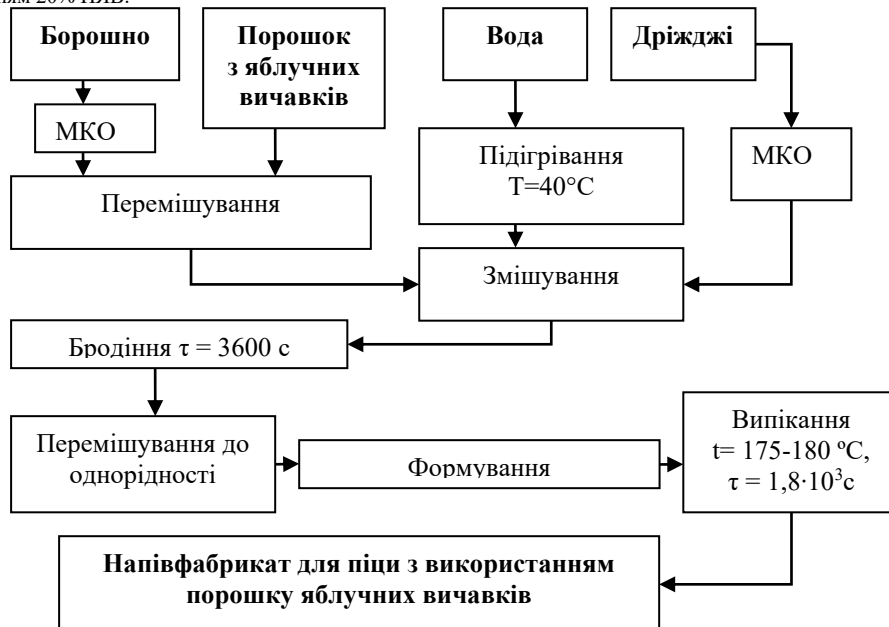 Борошно
Порошок
з яблучних
вичавків
Вода
Дріжджі
МКО
Підігрівання
T=40°C
МКО
Перемішування
Змішування
Бродіння τ = 3600 с
Перемішування до
однорідності
Формування
Випікання
t= 175-180 ºC,
τ = 1,8·10³с
Напівфабрикат для піци з використанням
порошку яблучних вичавків